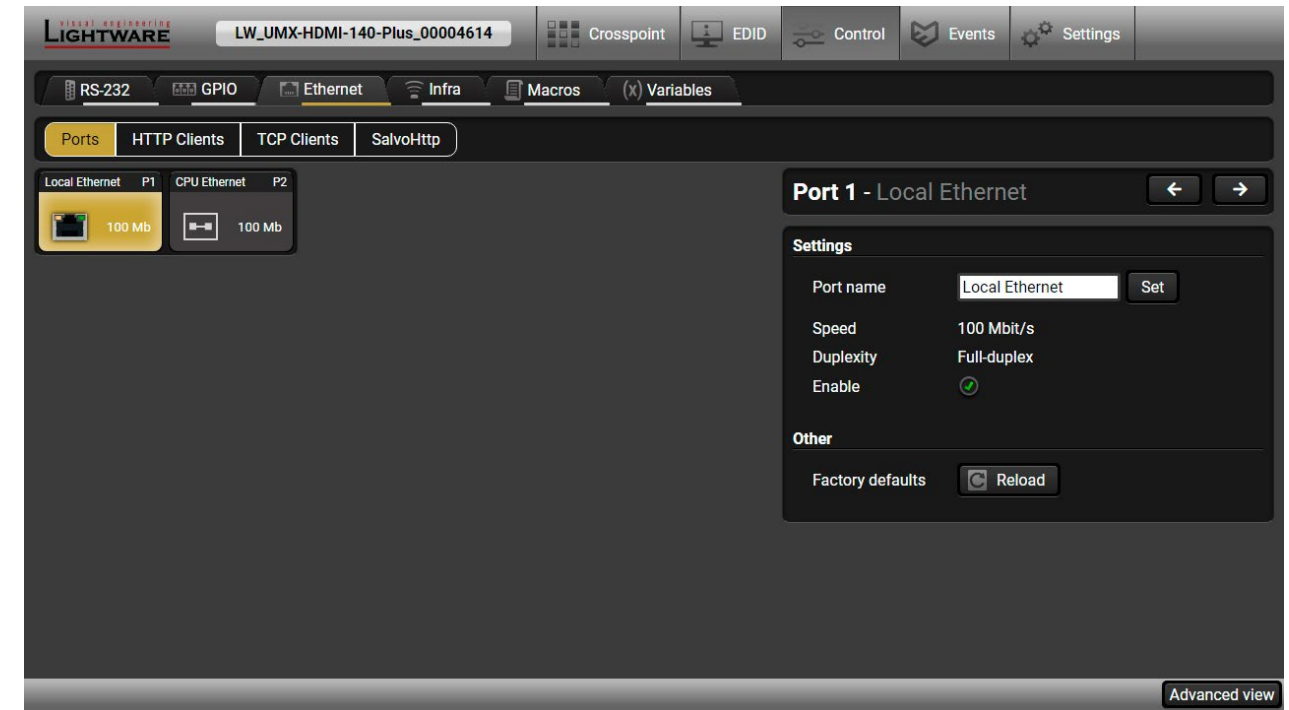 visual engineering
LIGHTWARE LW_UMX-HDMI-140-Plus_00004614 Crosspoint EDID Control Events Settings
RS-232 GPIO Ethernet Infra Macros (x) Variables
Ports HTTP Clients TCP Clients SalvoHttp
Local Ethernet P1 CPU Ethernet P2
100 Mb 100 Mb
Port 1 - Local Ethernet
Settings
Port name Local Ethernet Set
Speed 100 Mbit/s
Duplexity Full-duplex
Enable
Other
Factory defaults Reload
Advanced view